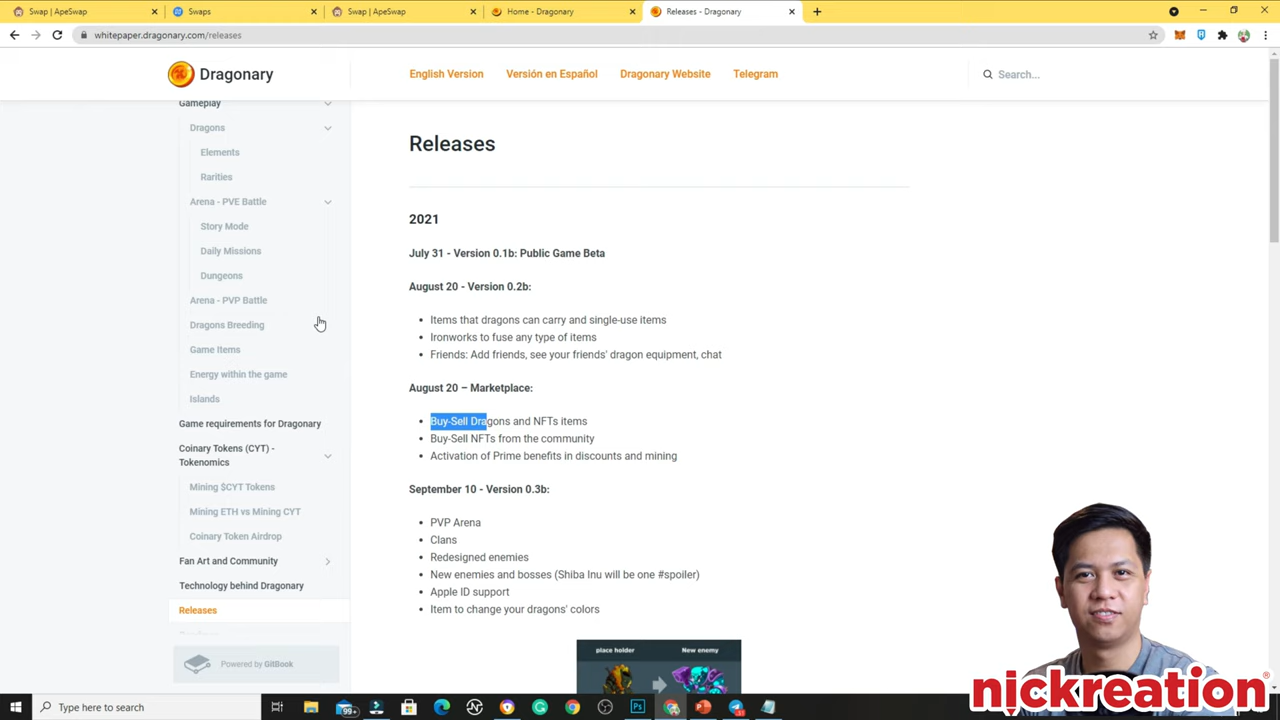 Swap | ApeSwap
Swaps
Swap | ApeSwap
Home - Dragonary
Releases - Dragonary
whitepaper.dragonary.com/releases
Dragonary
English Version
Versión en Español
Dragonary Website
Telegram
Search...
Gameplay
Dragons
Elements
Rarities
Arena - PVE Battle
Story Mode
Daily Missions
Dungeons
Arena - PVP Battle
Dragons Breeding
Game Items
Energy within the game
Islands
Game requirements for Dragonary
Coinary Tokens (CYT) -
Tokenomics
Mining $CYT Tokens
Mining ETH vs Mining CYT
Coinary Token Airdrop
Fan Art and Community
Technology behind Dragonary
Releases
Powered by GitBook
Releases
2021
July 31 - Version 0.1b: Public Game Beta
August 20 - Version 0.2b:
• Items that dragons can carry and single-use items
• Ironworks to fuse any type of items
• Friends: Add friends, see your friends' dragon equipment, chat
August 20 – Marketplace:
• Buy-Sell Dragons and NFTs items
• Buy-Sell NFTs from the community
• Activation of Prime benefits in discounts and mining
September 10 - Version 0.3b:
• PVP Arena
• Clans
• Redesigned enemies
• New enemies and bosses (Shiba Inu will be one #spoiler)
• Apple ID support
• Item to change your dragons' colors
place holder
New enemy
nickreation.
Type here to search
99+